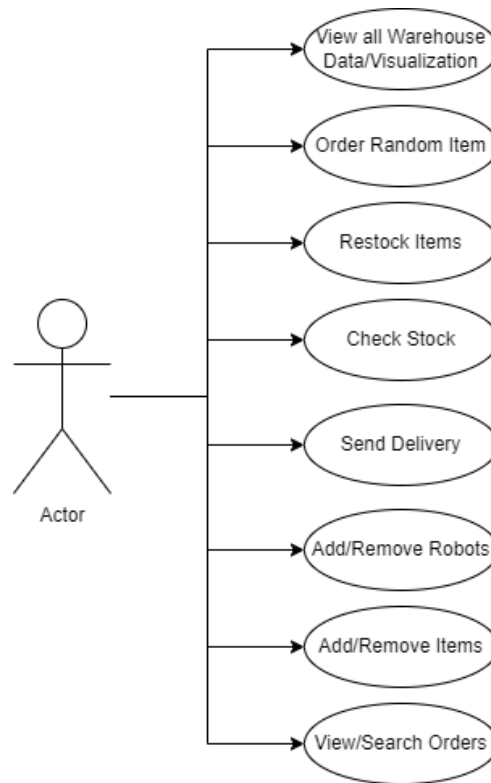 View all Warehouse
Data/Visualization
Order Random Item
Restock Items
Check Stock
Send Delivery
Actor
Add/Remove Robots
Add/Remove Items
View/Search Orders